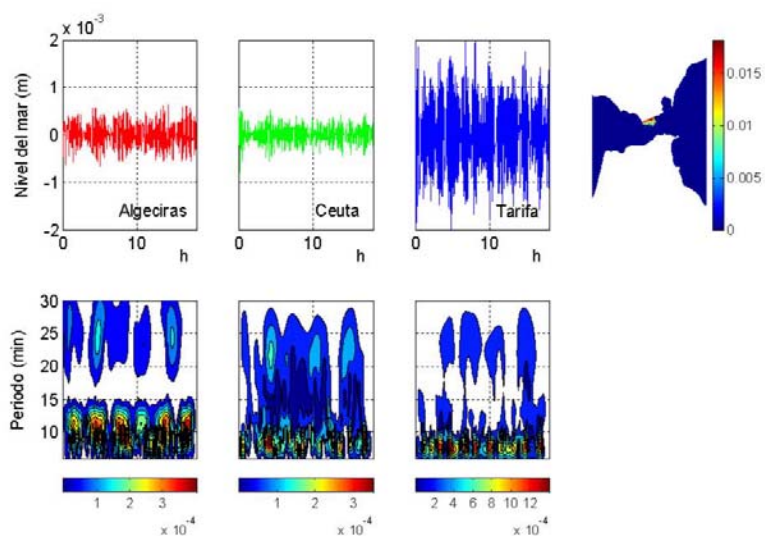 x 10⁻³
Nivel del mar (m)
2
1
0
-1
-2
Algeciras
Ceuta
Tarifa
0 10
h
0 10
h
0 10
h
0.015
0.01
0.005
0
Período (min)
30
25
20
15
10
1 2 3
x 10⁻⁴
1 2 3
x 10⁻⁴
2 4 6 8 10 12
x 10⁻⁴